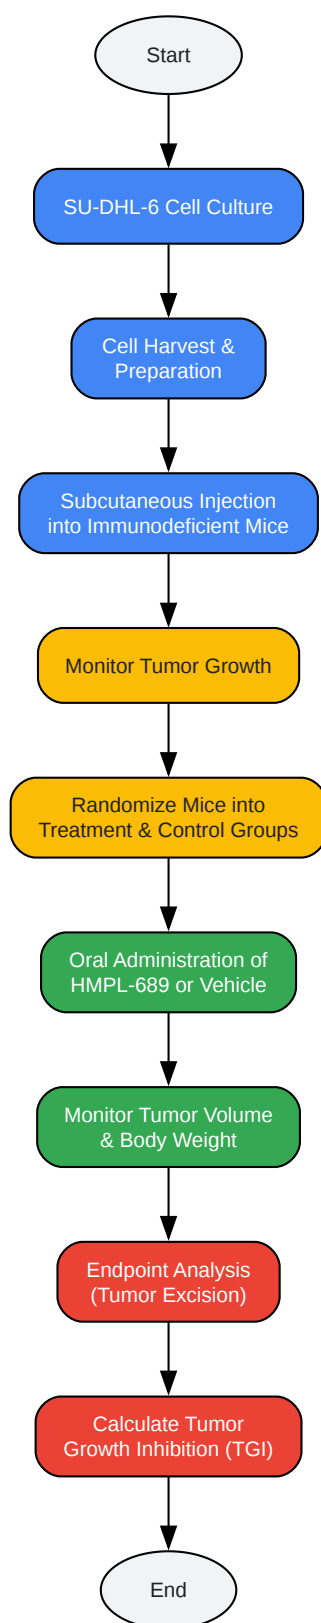 Start
SU-DHL-6 Cell Culture
Cell Harvest &
Preparation
Subcutaneous Injection
into Immunodeficient Mice
Monitor Tumor Growth
Randomize Mice into
Treatment & Control Groups
Oral Administration of
HMPL-689 or Vehicle
Monitor Tumor Volume
& Body Weight
Endpoint Analysis
(Tumor Excision)
Calculate Tumor
Growth Inhibition (TGI)
End